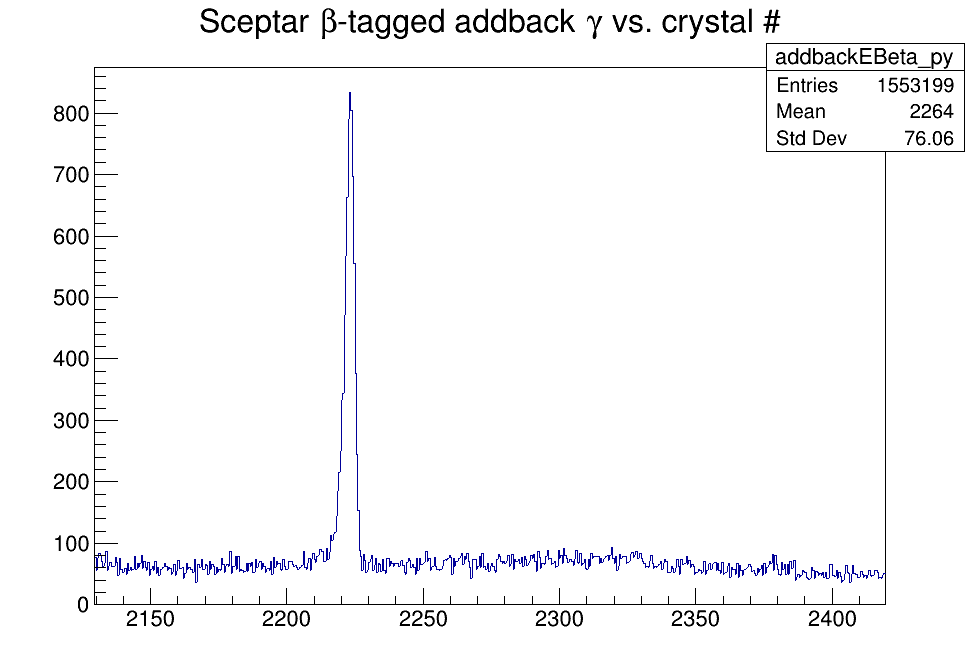 Sceptar β-tagged addback γ vs. crystal #
addbackEBeta_py
Entries 1553199
Mean 2264
Std Dev 76.06
800
700
600
500
400
300
200
100
0
2150 2200 2250 2300 2350 2400